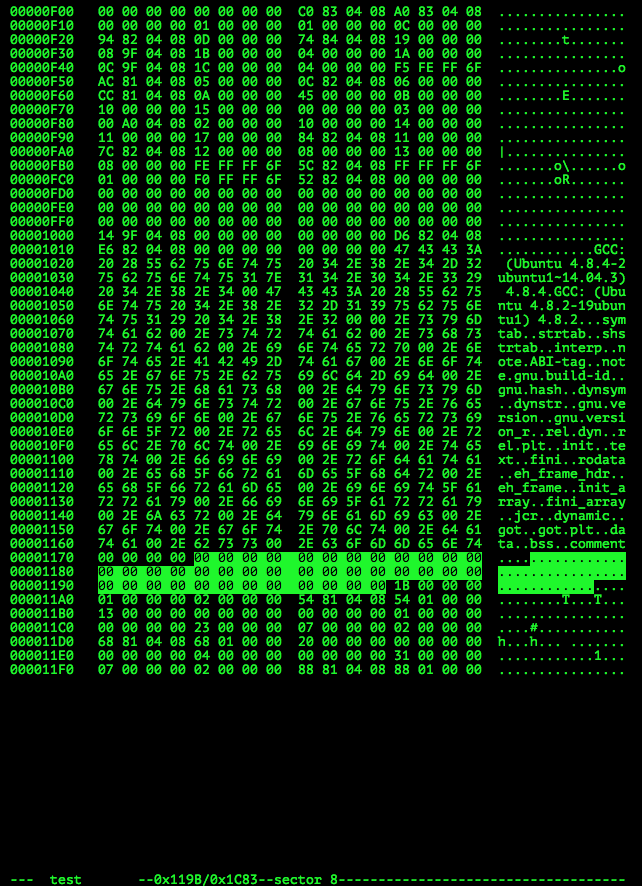 00000F00 00 00 00 00 00 00 00 00 C0 83 04 08 A0 83 04 08 ................
00000F10 00 00 00 00 01 00 00 00 01 00 00 00 0C 00 00 00 ................
00000F20 94 82 04 08 0D 00 00 00 74 84 04 08 19 00 00 00 ........t.......
00000F30 08 9F 04 08 1B 00 00 00 04 00 00 00 1A 00 00 00 ................
00000F40 0C 9F 04 08 1C 00 00 00 04 00 00 00 F5 FE FF 6F ...............o
00000F50 AC 81 04 08 05 00 00 00 0C 82 04 08 06 00 00 00 ................
00000F60 CC 81 04 08 0A 00 00 00 45 00 00 00 0B 00 00 00 ........E.......
00000F70 10 00 00 00 15 00 00 00 00 00 00 00 03 00 00 00 ................
00000F80 00 A0 04 08 02 00 00 00 10 00 00 00 14 00 00 00 ................
00000F90 11 00 00 00 17 00 00 00 84 82 04 08 11 00 00 00 ................
00000FA0 7C 82 04 08 12 00 00 00 08 00 00 00 13 00 00 00 |...............
00000FB0 08 00 00 00 FE FF FF 6F 5C 82 04 08 FF FF FF 6F .......o\......o
00000FC0 01 00 00 00 F0 FF FF 6F 52 82 04 08 00 00 00 00 .......oR.......
00000FD0 00 00 00 00 00 00 00 00 00 00 00 00 00 00 00 00 ................
00000FE0 00 00 00 00 00 00 00 00 00 00 00 00 00 00 00 00 ................
00000FF0 00 00 00 00 00 00 00 00 00 00 00 00 00 00 00 00 ................
00001000 14 9F 04 08 00 00 00 00 00 00 00 00 D6 82 04 08 ................
00001010 E6 82 04 08 00 00 00 00 00 00 00 00 47 43 43 3A ............GCC:
00001020 20 28 55 62 75 6E 74 75 20 34 2E 38 2E 34 2D 32 (Ubuntu 4.8.4-2
00001030 75 62 75 6E 74 75 31 7E 31 34 2E 30 34 2E 33 29 ubuntu1~14.04.3)
00001040 20 34 2E 38 2E 34 00 47 43 43 3A 20 28 55 62 75 4.8.4.GCC: (Ubu
00001050 6E 74 75 20 34 2E 38 2E 32 2D 31 39 75 62 75 6E ntu 4.8.2-19ubun
00001060 74 75 31 29 20 34 2E 38 2E 32 00 00 2E 73 79 6D tu1) 4.8.2...sym
00001070 74 61 62 00 2E 73 74 72 74 61 62 00 2E 73 68 73 tab..strtab..shs
00001080 74 72 74 61 62 00 2E 69 6E 74 65 72 70 00 2E 6E trtab..interp..n
00001090 6F 74 65 2E 41 42 49 2D 74 61 67 00 2E 6E 6F 74 ote.ABI-tag..not
000010A0 65 2E 67 6E 75 2E 62 75 69 6C 64 2D 69 64 00 2E e.gnu.build-id..
000010B0 67 6E 75 2E 68 61 73 68 00 2E 64 79 6E 73 79 6D gnu.hash..dynsym
000010C0 00 2E 64 79 6E 73 74 72 00 2E 67 6E 75 2E 76 65 ..dynstr..gnu.ve
000010D0 72 73 69 6F 6E 00 2E 67 6E 75 2E 76 65 72 73 69 rsion..gnu.versi
000010E0 6F 6E 5F 72 00 2E 72 65 6C 2E 64 79 6E 00 2E 72 on_r..rel.dyn..r
000010F0 65 6C 2E 70 6C 74 00 2E 69 6E 69 74 00 2E 74 65 el.plt..init..te
00001100 78 74 00 2E 66 69 6E 69 00 2E 72 6F 64 61 74 61 xt..fini..rodata
00001110 00 2E 65 68 5F 66 72 61 6D 65 5F 68 64 72 00 2E ..eh_frame_hdr..
00001120 65 68 5F 66 72 61 6D 65 00 2E 69 6E 69 74 5F 61 eh_frame..init_a
00001130 72 72 61 79 00 2E 66 69 6E 69 5F 61 72 72 61 79 rray..fini_array
00001140 00 2E 6A 63 72 00 2E 64 79 6E 61 6D 69 63 00 2E ..jcr..dynamic..
00001150 67 6F 74 00 2E 67 6F 74 2E 70 6C 74 00 2E 64 61 got..got.plt..da
00001160 74 61 00 2E 62 73 73 00 2E 63 6F 6D 6D 65 6E 74 ta..bss..comment
00001170 00 00 00 00 00 00 00 00 00 00 00 00 00 00 00 00 ................
00001180 00 00 00 00 00 00 00 00 00 00 00 00 00 00 00 00 ................
00001190 00 00 00 00 00 00 00 00 00 00 00 00 1B 00 00 00 ................
000011A0 01 00 00 00 02 00 00 00 54 81 04 08 54 01 00 00 ........T...T...
000011B0 13 00 00 00 00 00 00 00 00 00 00 00 01 00 00 00 ................
000011C0 00 00 00 00 23 00 00 00 07 00 00 00 02 00 00 00 ....#...........
000011D0 68 81 04 08 68 01 00 00 20 00 00 00 00 00 00 00 h...h... .......
000011E0 00 00 00 00 04 00 00 00 00 00 00 00 31 00 00 00 ............1...
000011F0 07 00 00 00 02 00 00 00 88 81 04 08 88 01 00 00 ................
--- test --0x119B/0x1C83--sector 8------------------------------------